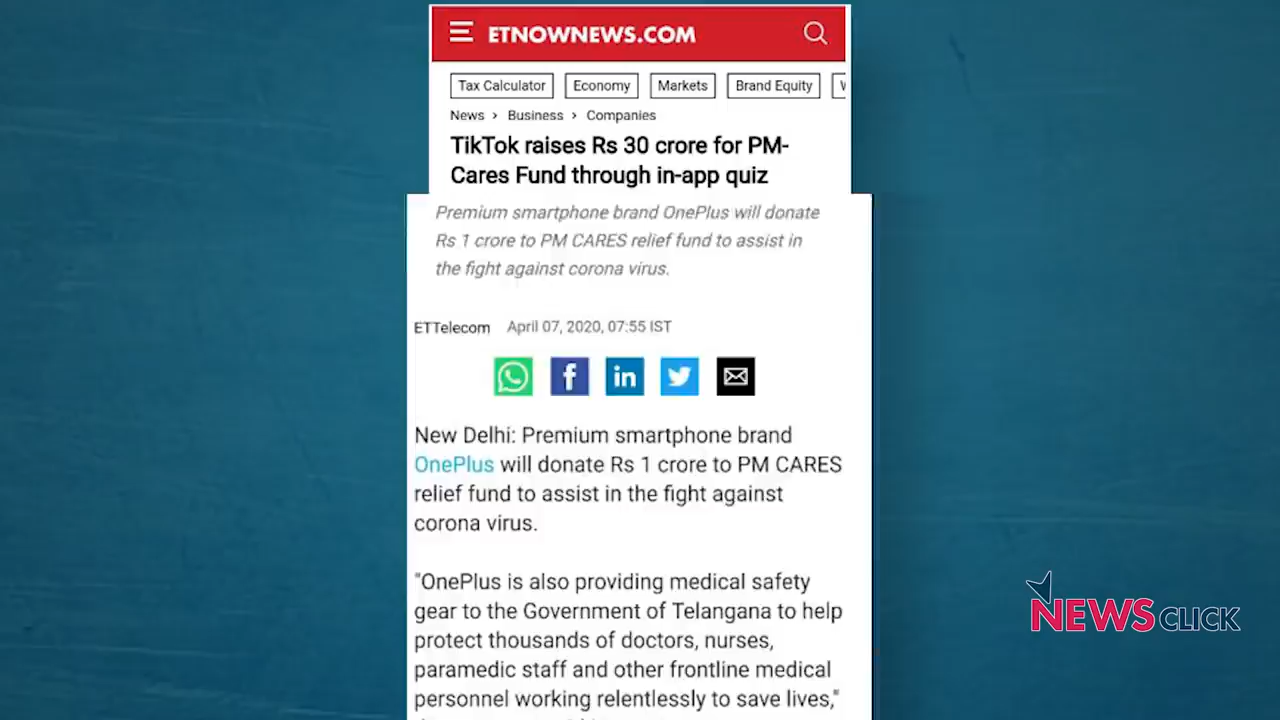 ETNOWNEWS.COM
Tax Calculator Economy Markets Brand Equity
News > Business > Companies
TikTok raises Rs 30 crore for PM-
Cares Fund through in-app quiz
Premium smartphone brand OnePlus will donate
Rs 1 crore to PM CARES relief fund to assist in
the fight against corona virus.
ETTelecom April 07, 2020, 07:55 IST
New Delhi: Premium smartphone brand
OnePlus will donate Rs 1 crore to PM CARES
relief fund to assist in the fight against
corona virus.
"OnePlus is also providing medical safety
gear to the Government of Telangana to help
protect thousands of doctors, nurses,
paramedic staff and other frontline medical
personnel working relentlessly to save lives,"
NEWSCLICK